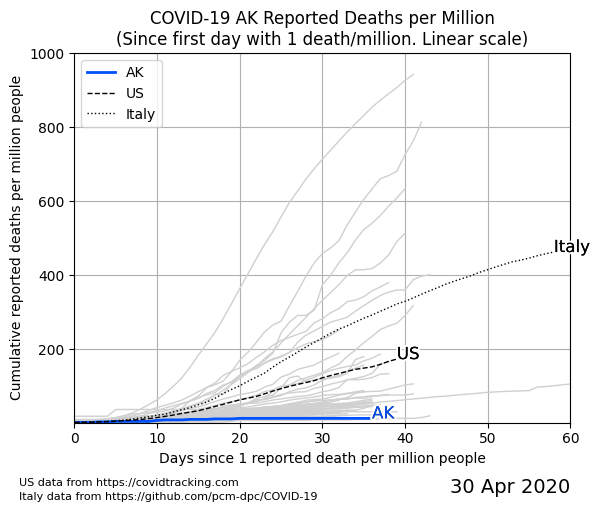 COVID-19 AK Reported Deaths per Million
(Since first day with 1 death/million. Linear scale)
Cumulative reported deaths per million people
1000
800
600
400
200
AK
US
Italy
Italy
US
AK
0 10 20 30 40 50 60
Days since 1 reported death per million people
US data from https://covidtracking.com
Italy data from https://github.com/pcm-dpc/COVID-19
30 Apr 2020